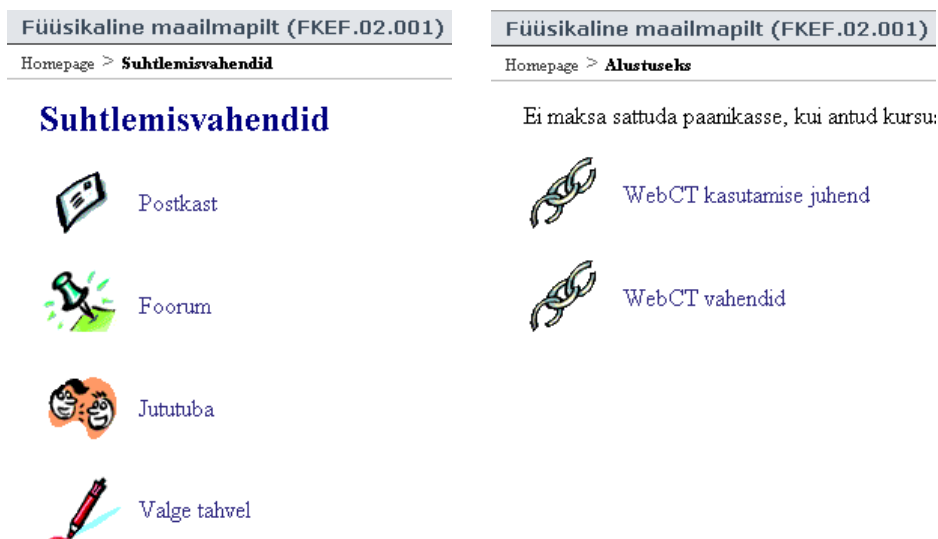 Füüsikaline maailmapilt (FKEF.02.001)
Homepage > Suhtlemisvahendid
Suhtlemisvahendid
Postkast
Foorum
Jututuba
Valge tahvel
Füüsikaline maailmapilt (FKEF.02.001)
Homepage > Alustuseks
Ei maksa sattuda paanikasse, kui antud kursus
WebCT kasutamise juhend
WebCT vahendid